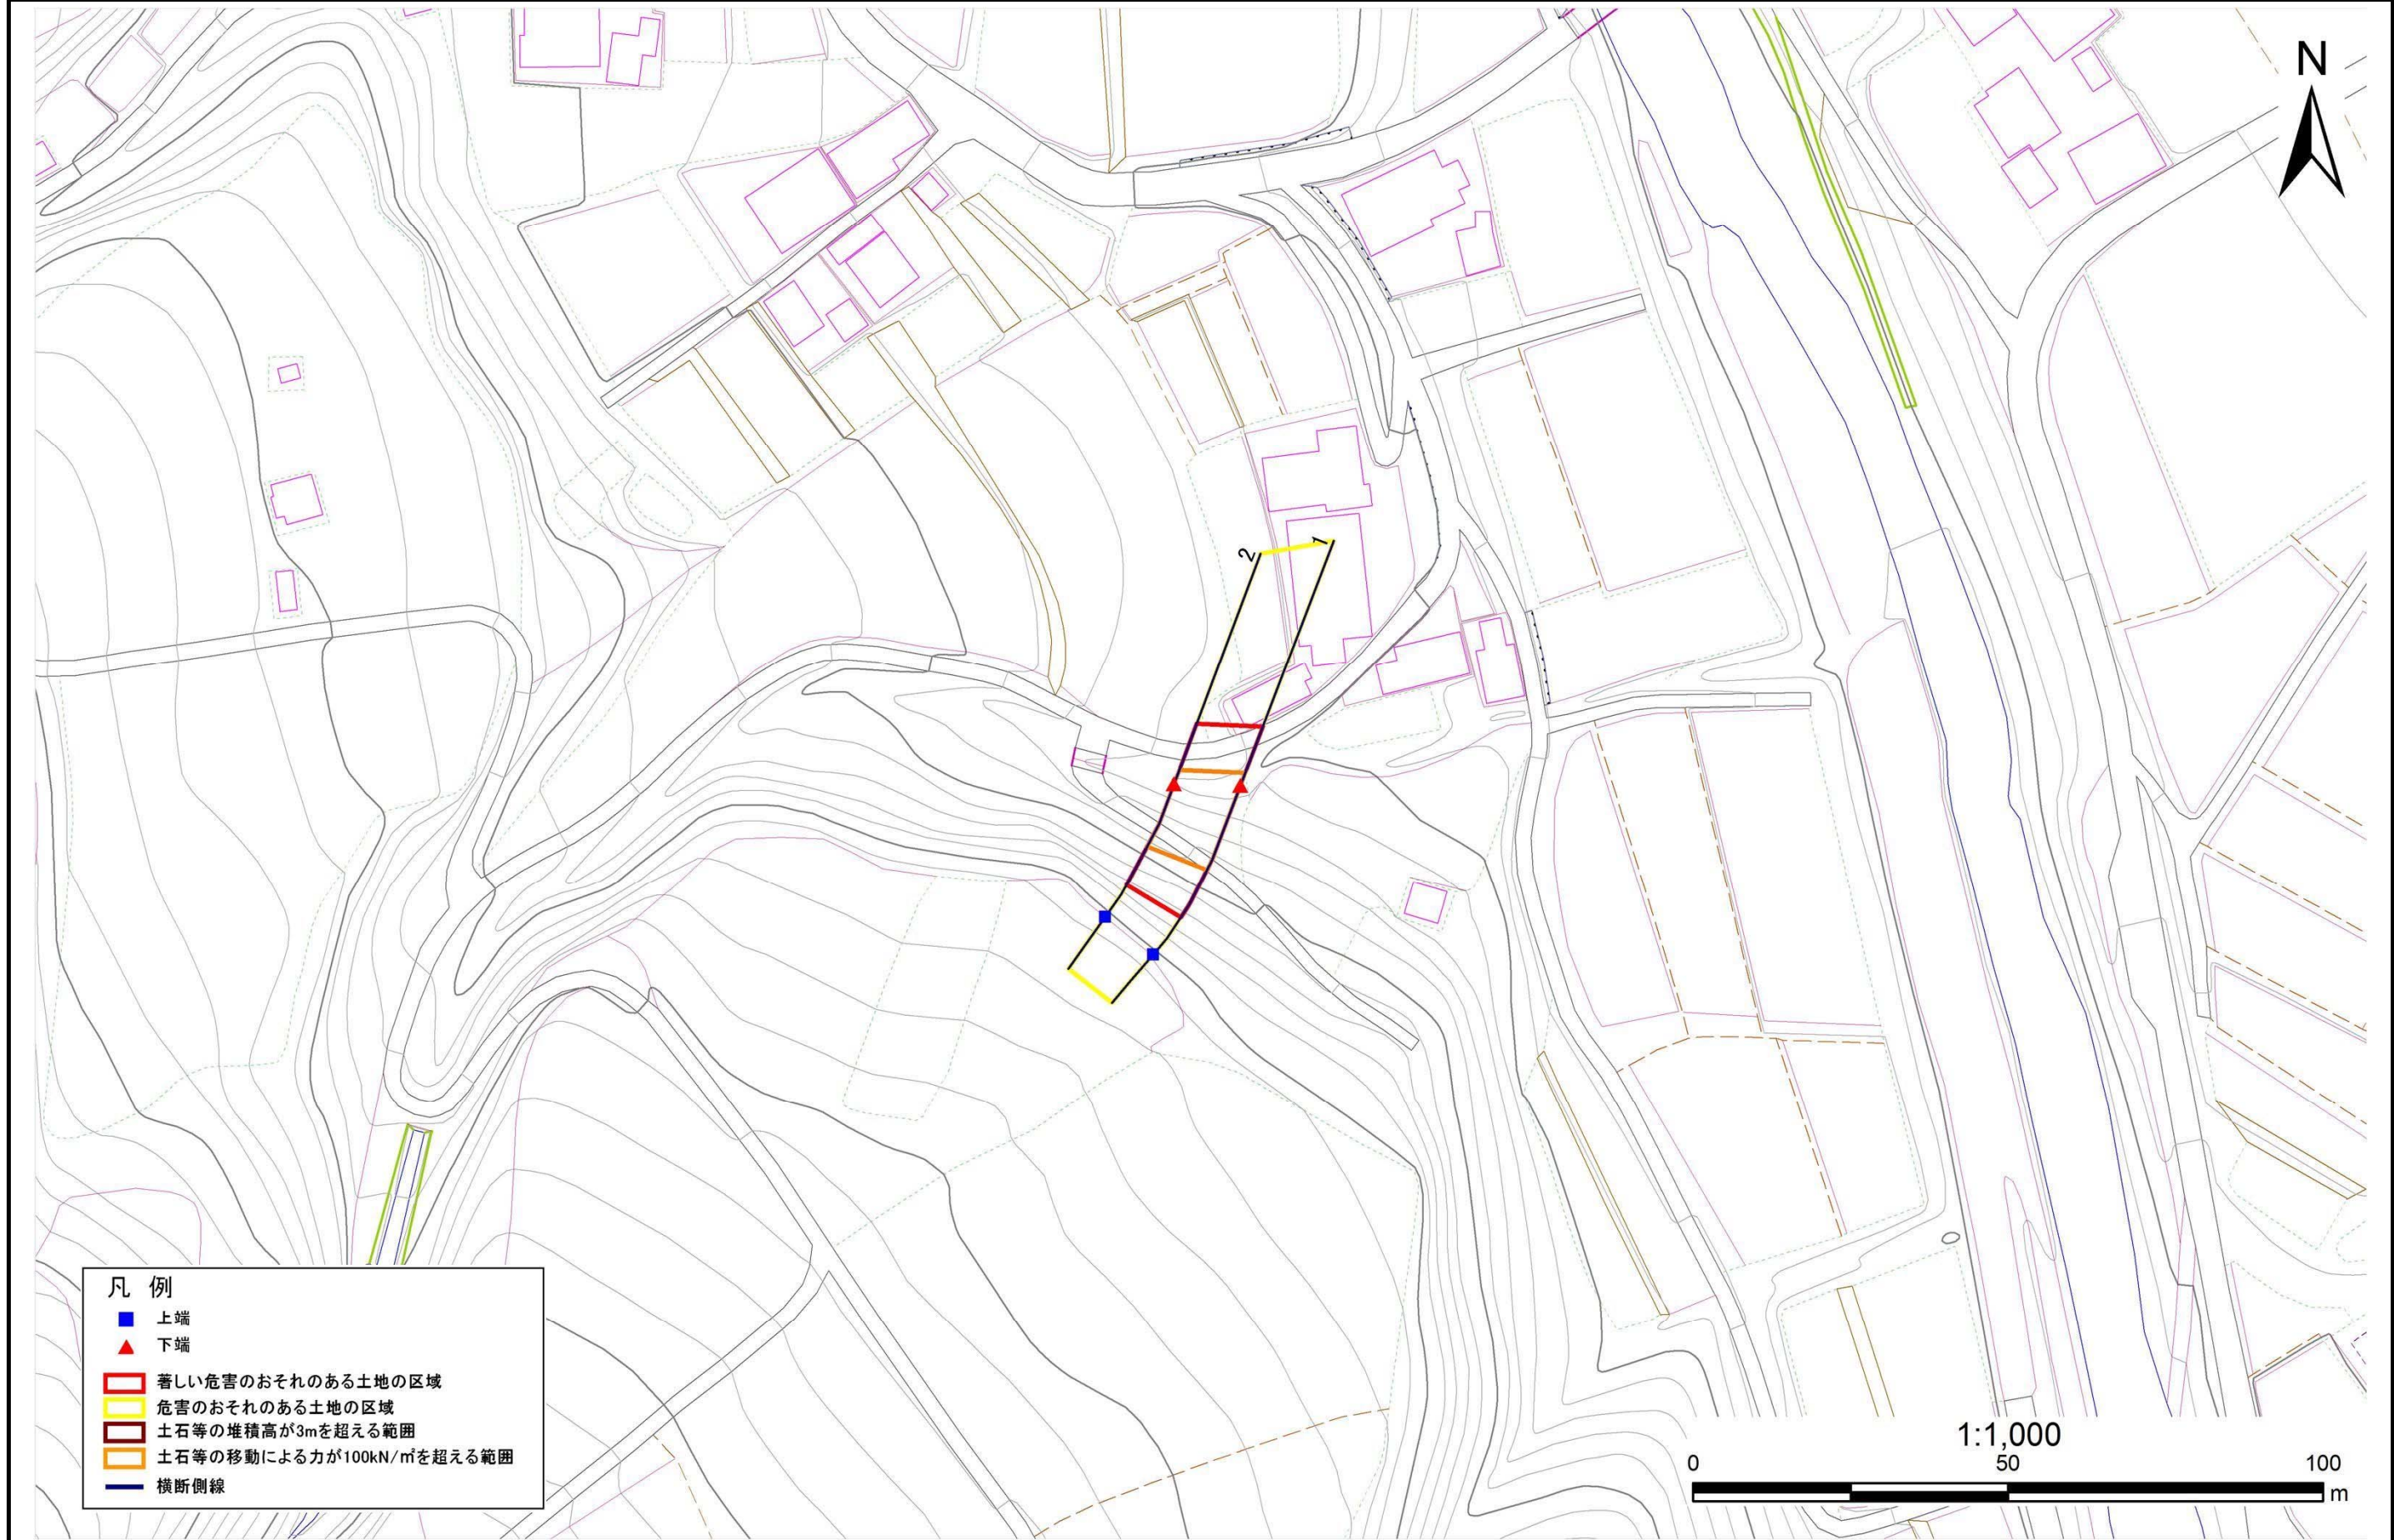 N
2
1
凡 例
上端
下端
著しい危害のおそれのある土地の区域
危害のおそれのある土地の区域
土石等の堆積高が3mを超える範囲
土石等の移動による力が100kN/㎡を超える範囲
横断側線
1:1,000
0 50 100
m